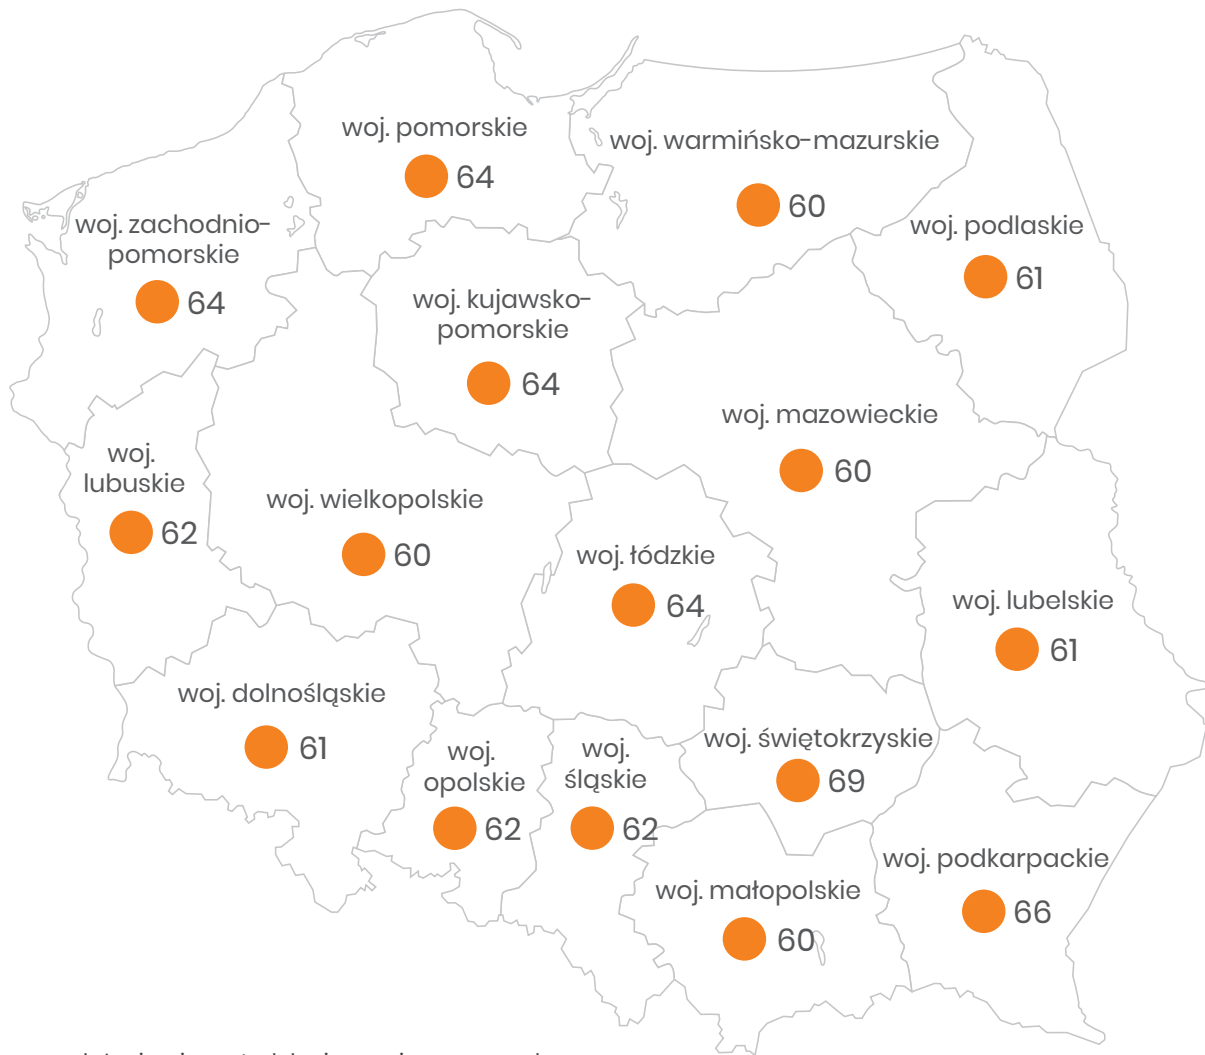 woj. pomorskie
64
woj. warmińsko-mazurskie
60
woj. zachodnio-
pomorskie
64
woj. podlaskie
61
woj. kujawsko-
pomorskie
64
woj. mazowieckie
60
woj.
lubuskie
62
woj. wielkopolskie
60
woj. łódzkie
64
woj. lubelskie
61
woj. dolnośląskie
61
woj. opolskie
62
woj.
śląskie
62
woj. świętokrzyskie
69
woj. małopolskie
60
woj. podkarpackie
66